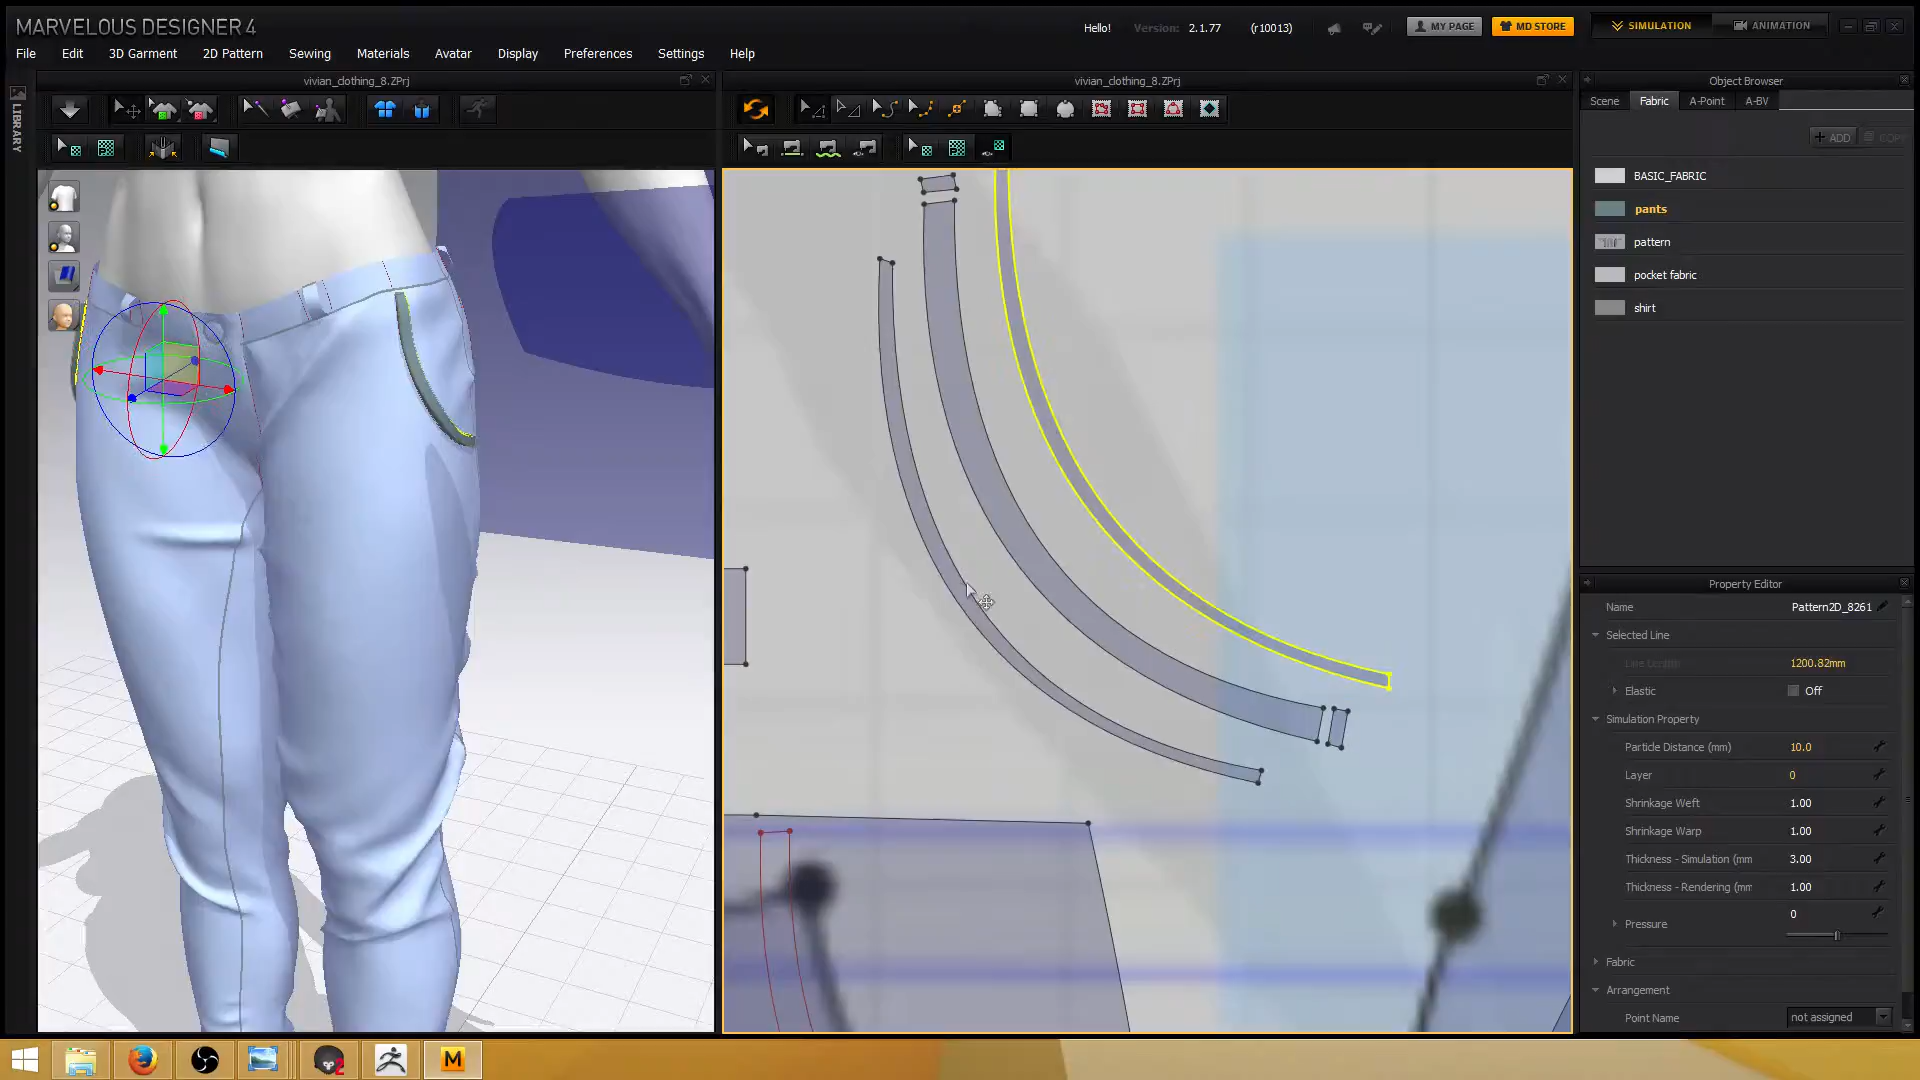 MARVELOUS DESIGNER 4
Hello!
Version: 2.1.77 (r10013)
MY PAGE
MD STORE
SIMULATION
ANIMATION
File Edit 3D Garment 2D Pattern Sewing Materials Avatar Display Preferences Settings Help
vivian_clothing_8.ZPrj
vivian_clothing_8.ZPrj
Object Browser
Scene Fabric A-Point A-BV
LIBRARY
+ ADD COPY
BASIC_FABRIC
pants
pattern
pocket fabric
shirt
Property Editor
Name Pattern2D_8261
Selected Line
Line Length 1200.82mm
Elastic Off
Simulation Property
Particle Distance (mm) 10.0
Layer 0
Shrinkage Weft 1.00
Shrinkage Warp 1.00
Thickness - Simulation (mm 3.00
Thickness - Rendering (mm 1.00
0
Pressure
Fabric
Arrangement
Point Name not assigned
2
M